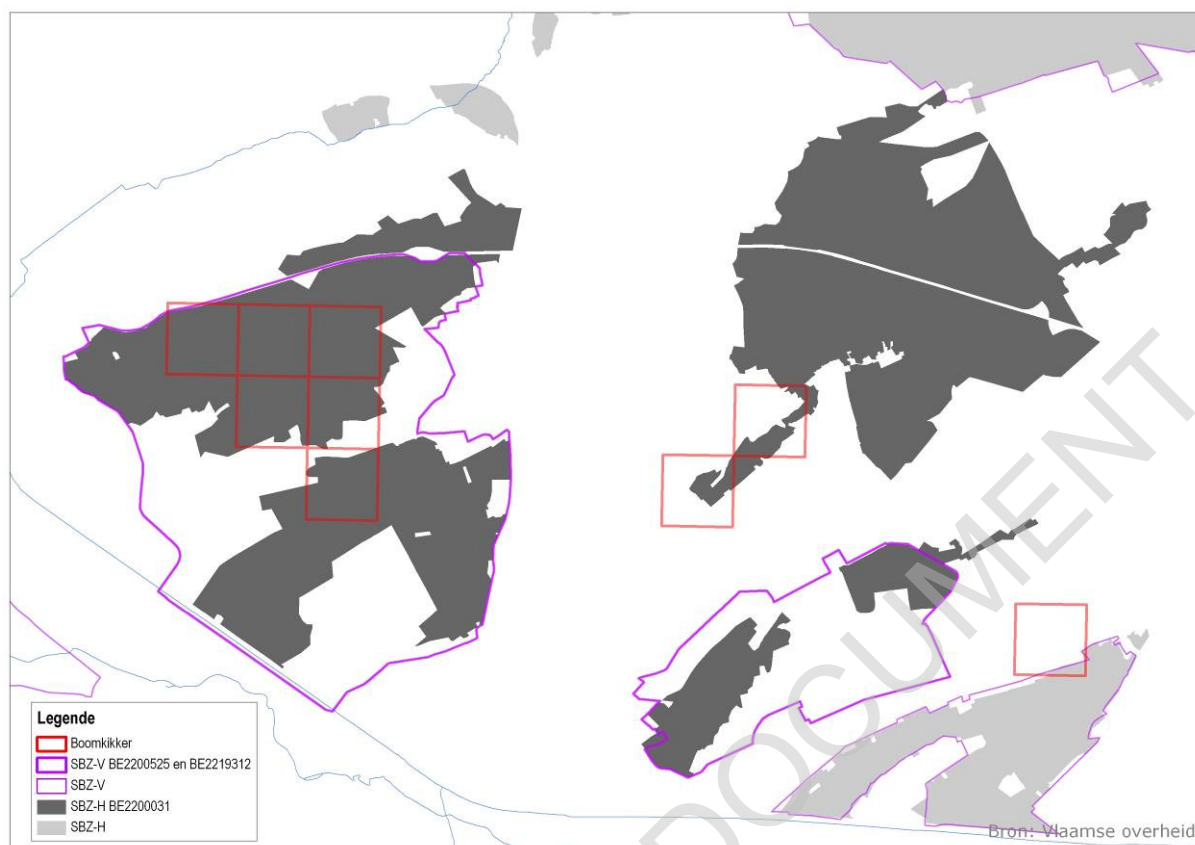 Legende
Boomkikker
SBZ-V BE2200525 en BE2219312
SBZ-V
SBZ-H BE2200031
SBZ-H
DOCUMENT
Bron: Vlaamse overheid